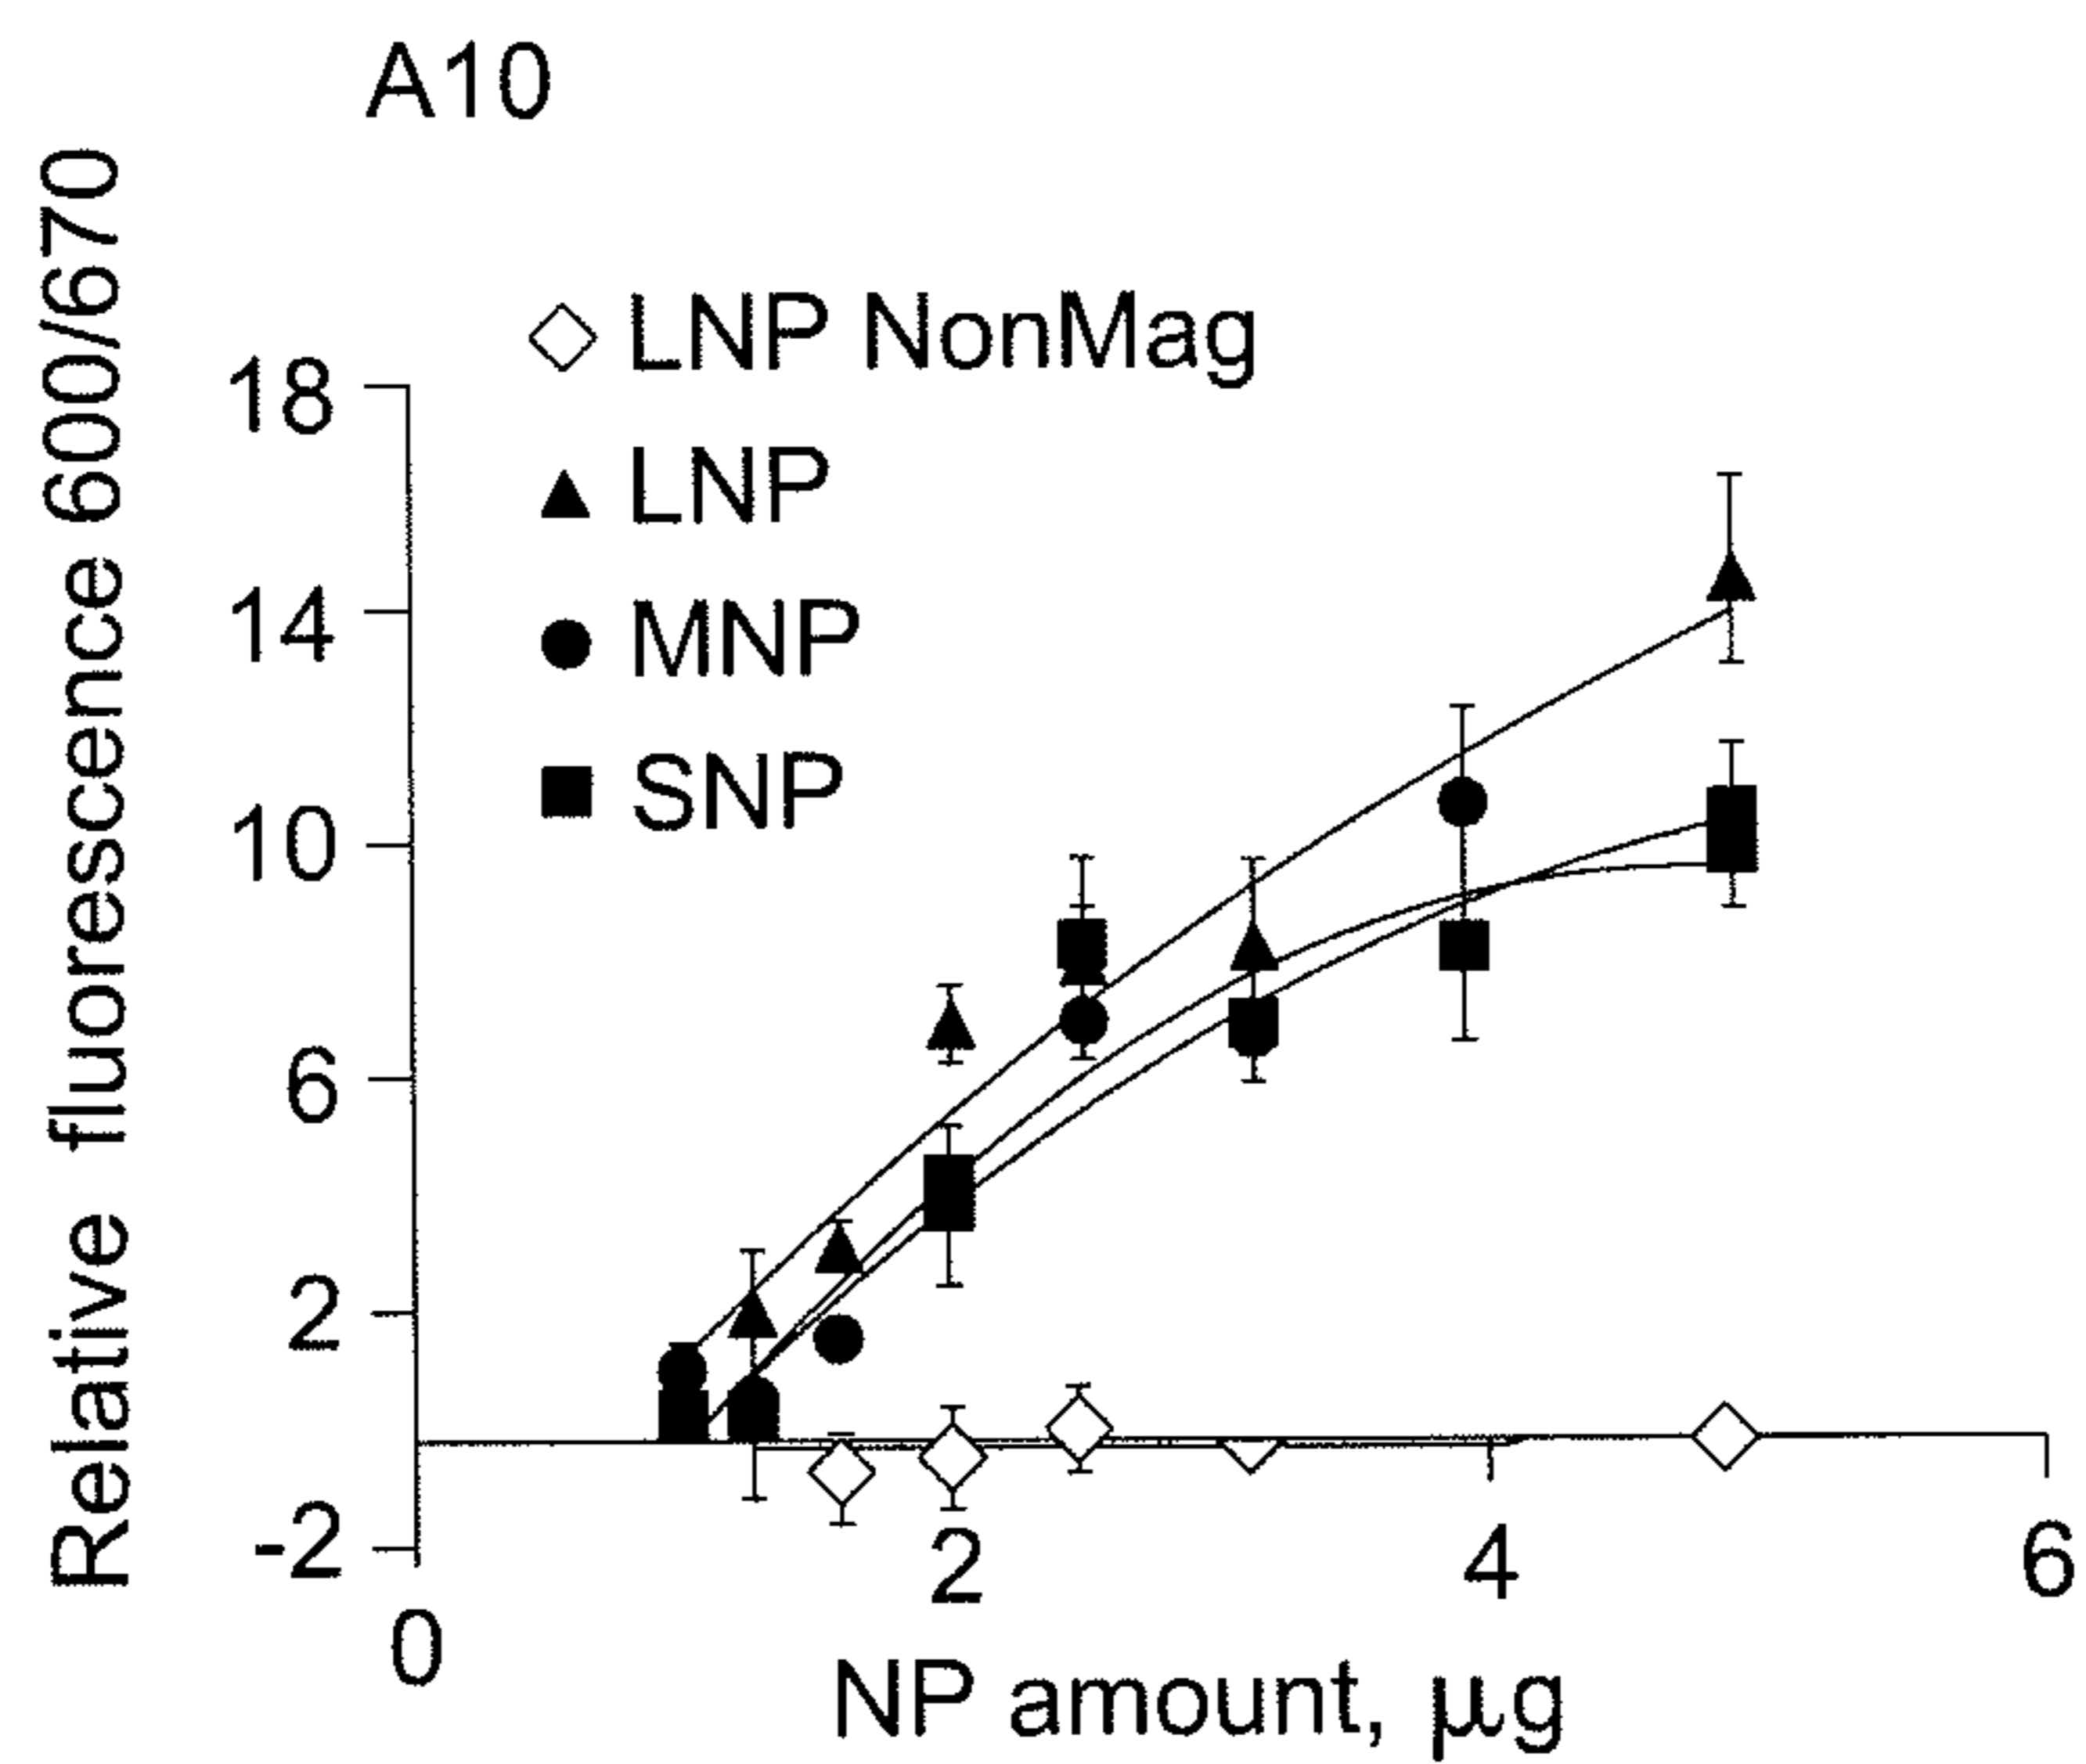 A10
Relative fluorescence 600/670
LNP NonMag
LNP
MNP
SNP
18
14
10
6
2
-2
0
2
4
6
NP amount, µg